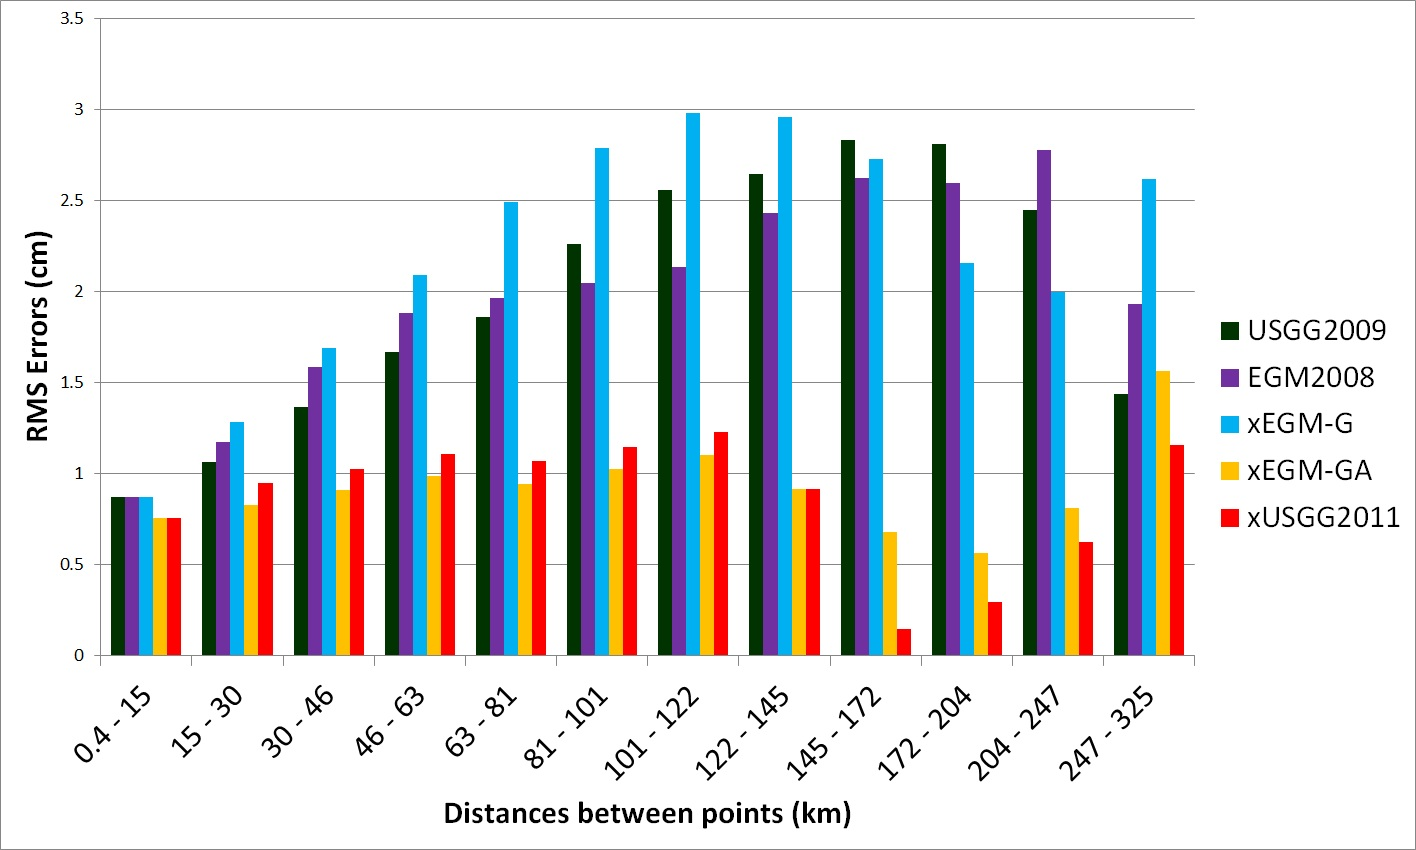 3.5
3
2.5
2
1.5
1
0.5
0
RMS Errors (cm)
0.4 - 15
15 - 30
30 - 46
46 - 63
63 - 81
81 - 101
101 - 122
122 - 145
145 - 172
172 - 204
204 - 247
247 - 325
Distances between points (km)
USGG2009
EGM2008
xEGM-G
xEGM-GA
xUSGG2011